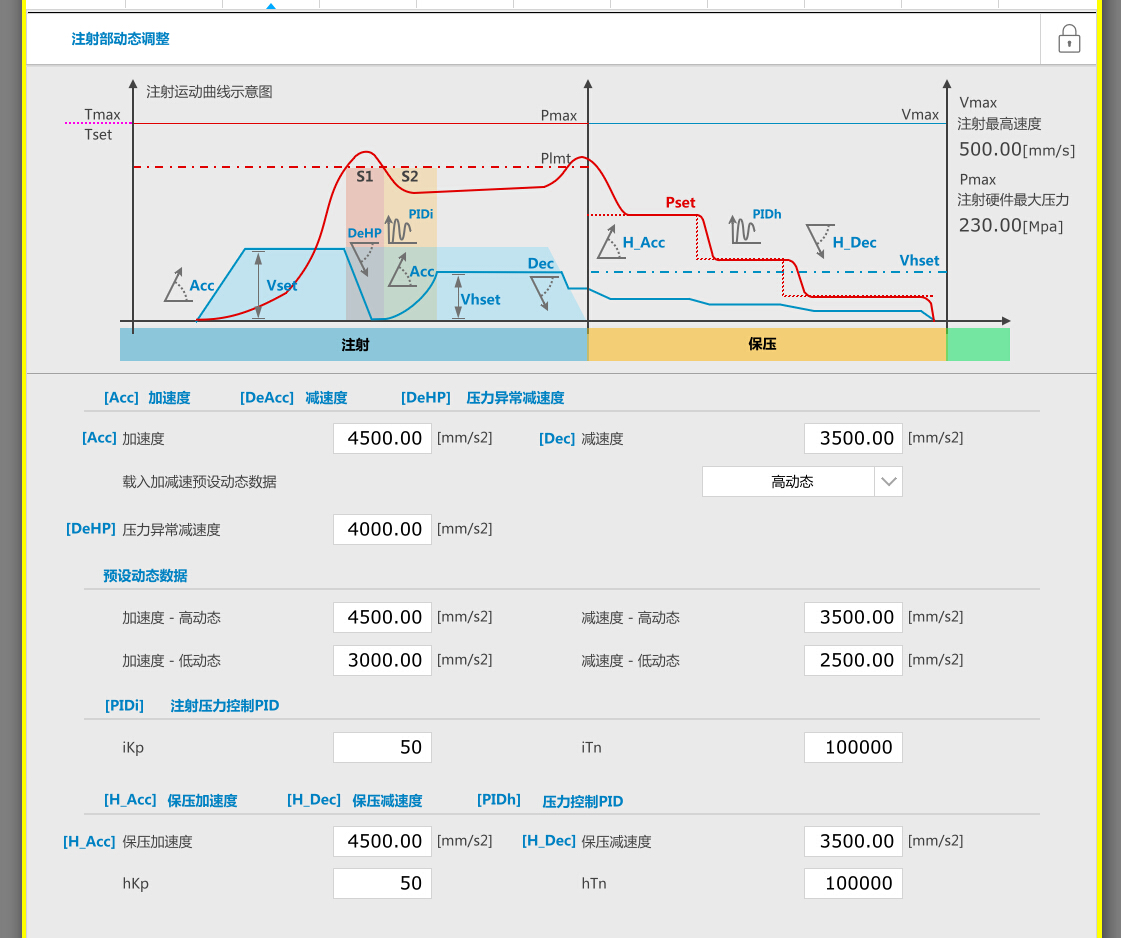 注射部动态调整
注射运动曲线示意图
Tmax
Tset
Pmax
Plmt
Vmax
Vmax
注射最高速度
500.00[mm/s]
Pmax
注射硬件最大压力
230.00[Mpa]
S1
S2
Pset
PIDi
PIDh
DeHP
H_Acc
H_Dec
Acc
Vset
Acc
Dec
Vhset
Vhset
注射
保压
[Acc] 加速度 [DeAcc] 减速度 [DeHP] 压力异常减速度
[Acc] 加速度 4500.00 [mm/s2] [Dec] 减速度 3500.00 [mm/s2]
载入加减速预设动态数据 高动态
[DeHP] 压力异常减速度 4000.00 [mm/s2]
预设动态数据
加速度 - 高动态 4500.00 [mm/s2] 减速度 - 高动态 3500.00 [mm/s2]
加速度 - 低动态 3000.00 [mm/s2] 减速度 - 低动态 2500.00 [mm/s2]
[PIDi] 注射压力控制PID
iKp 50 iTn 100000
[H_Acc] 保压加速度 [H_Dec] 保压减速度 [PIDh] 压力控制PID
[H_Acc] 保压加速度 4500.00 [mm/s2] [H_Dec] 保压减速度 3500.00 [mm/s2]
hKp 50 hTn 100000